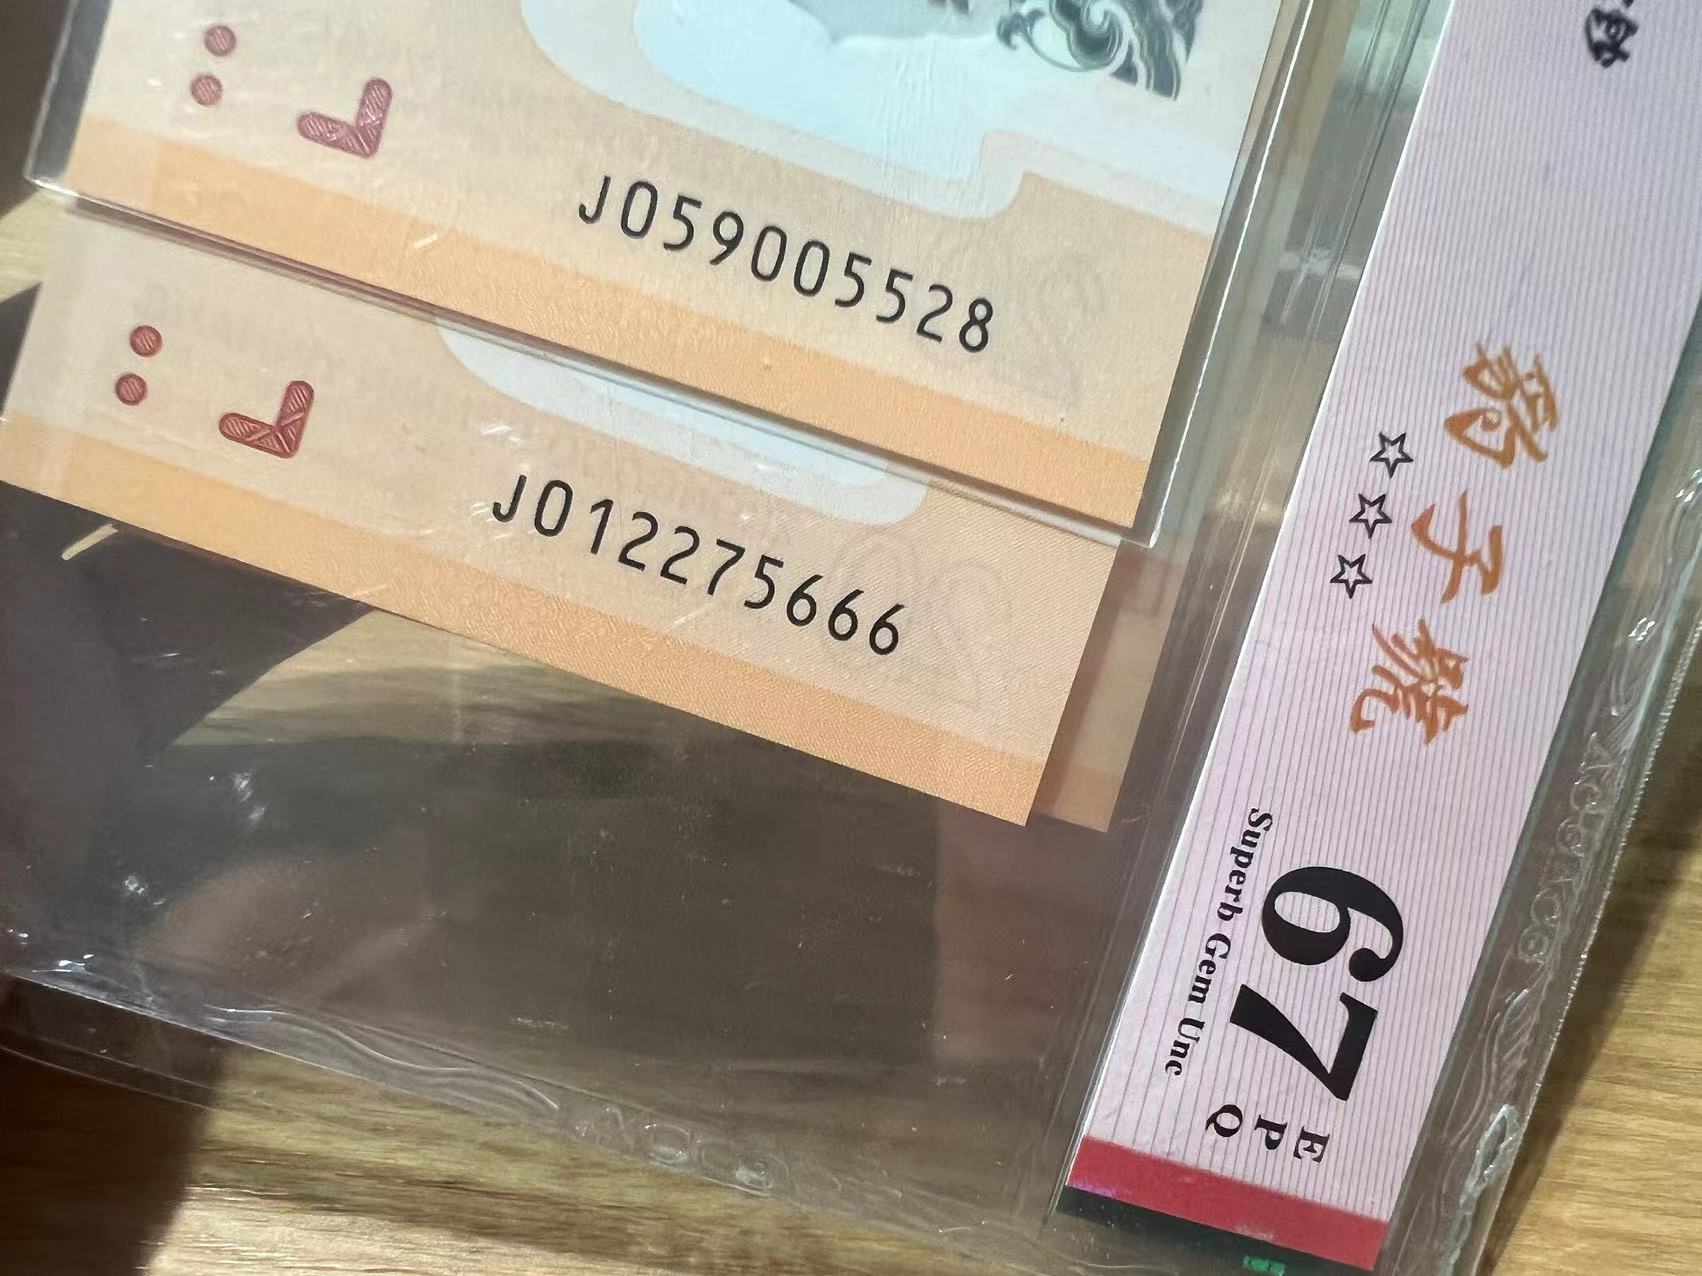 J059005528
J012275666
豹子號
☆☆☆
67 EPQ
Superb Gem Unc